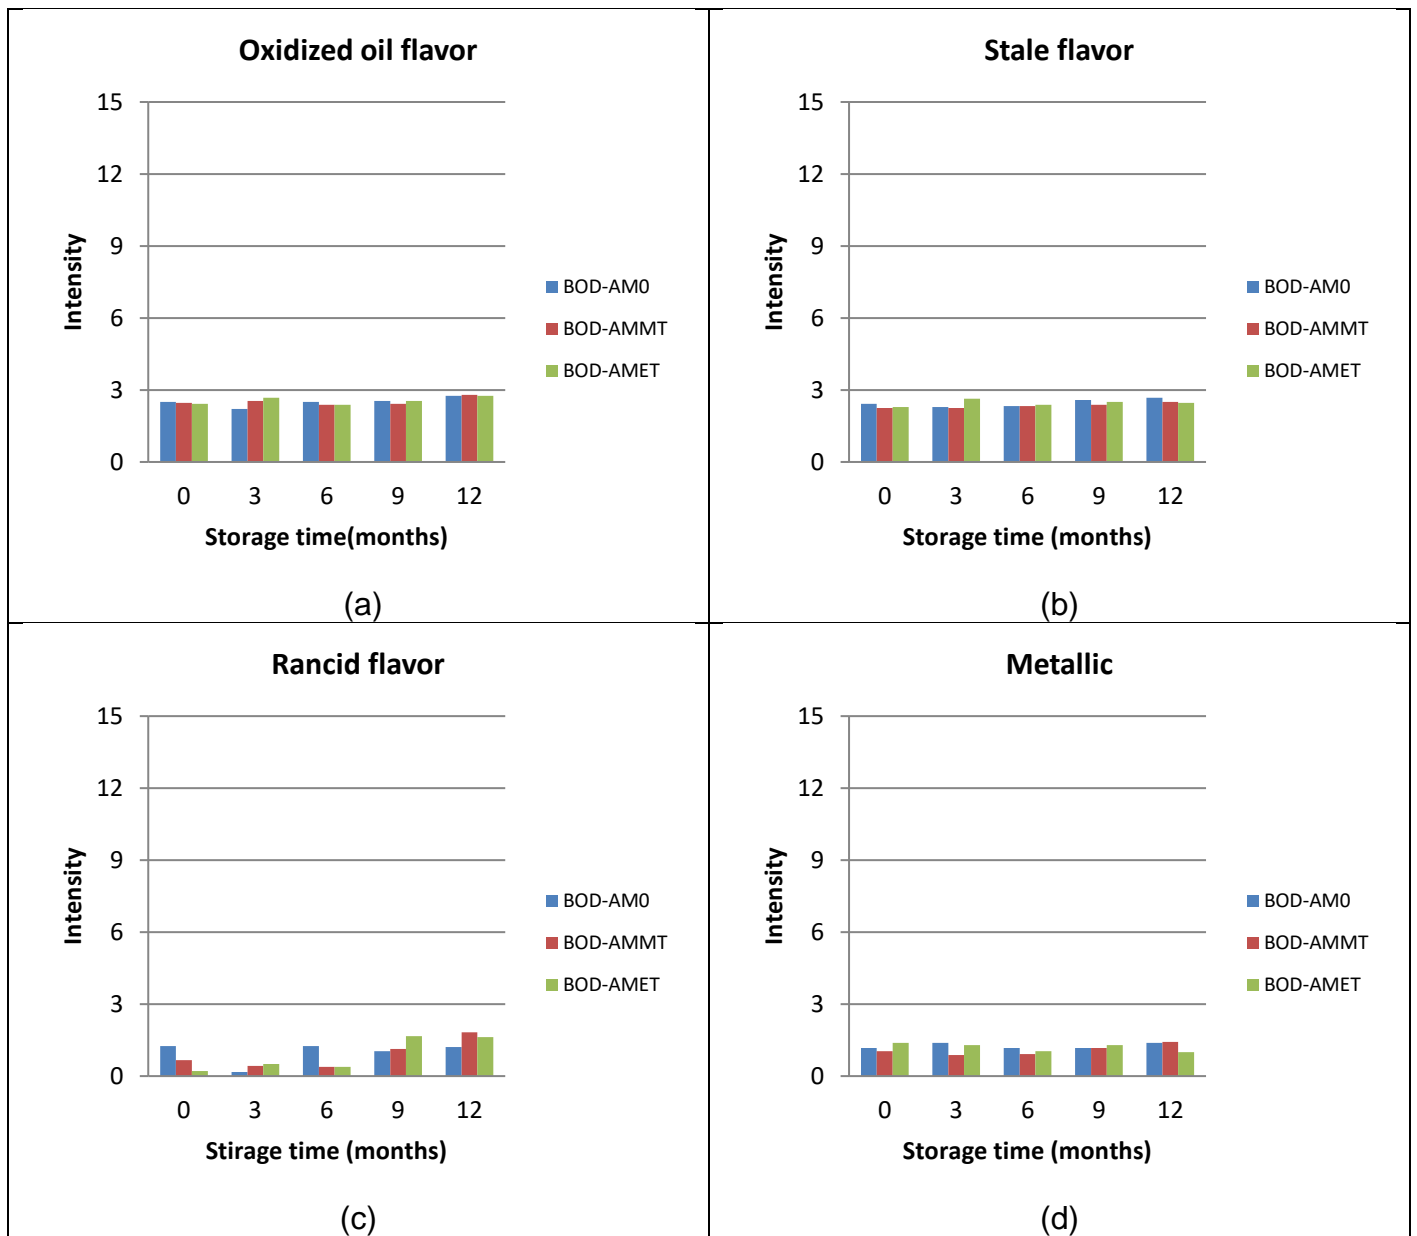 Oxidized oil flavor
15
12
9
6
3
0
Intensity
0 3 6 9 12
Storage time(months)
BOD-AM0
BOD-AMMT
BOD-AMET
(a)
Stale flavor
15
12
9
6
3
0
Intensity
0 3 6 9 12
Storage time (months)
BOD-AM0
BOD-AMMT
BOD-AMET
(b)
Rancid flavor
15
12
9
6
3
0
Intensity
0 3 6 9 12
Stirage time (months)
BOD-AM0
BOD-AMMT
BOD-AMET
(c)
Metallic
15
12
9
6
3
0
Intensity
0 3 6 9 12
Storage time (months)
BOD-AM0
BOD-AMMT
BOD-AMET
(d)